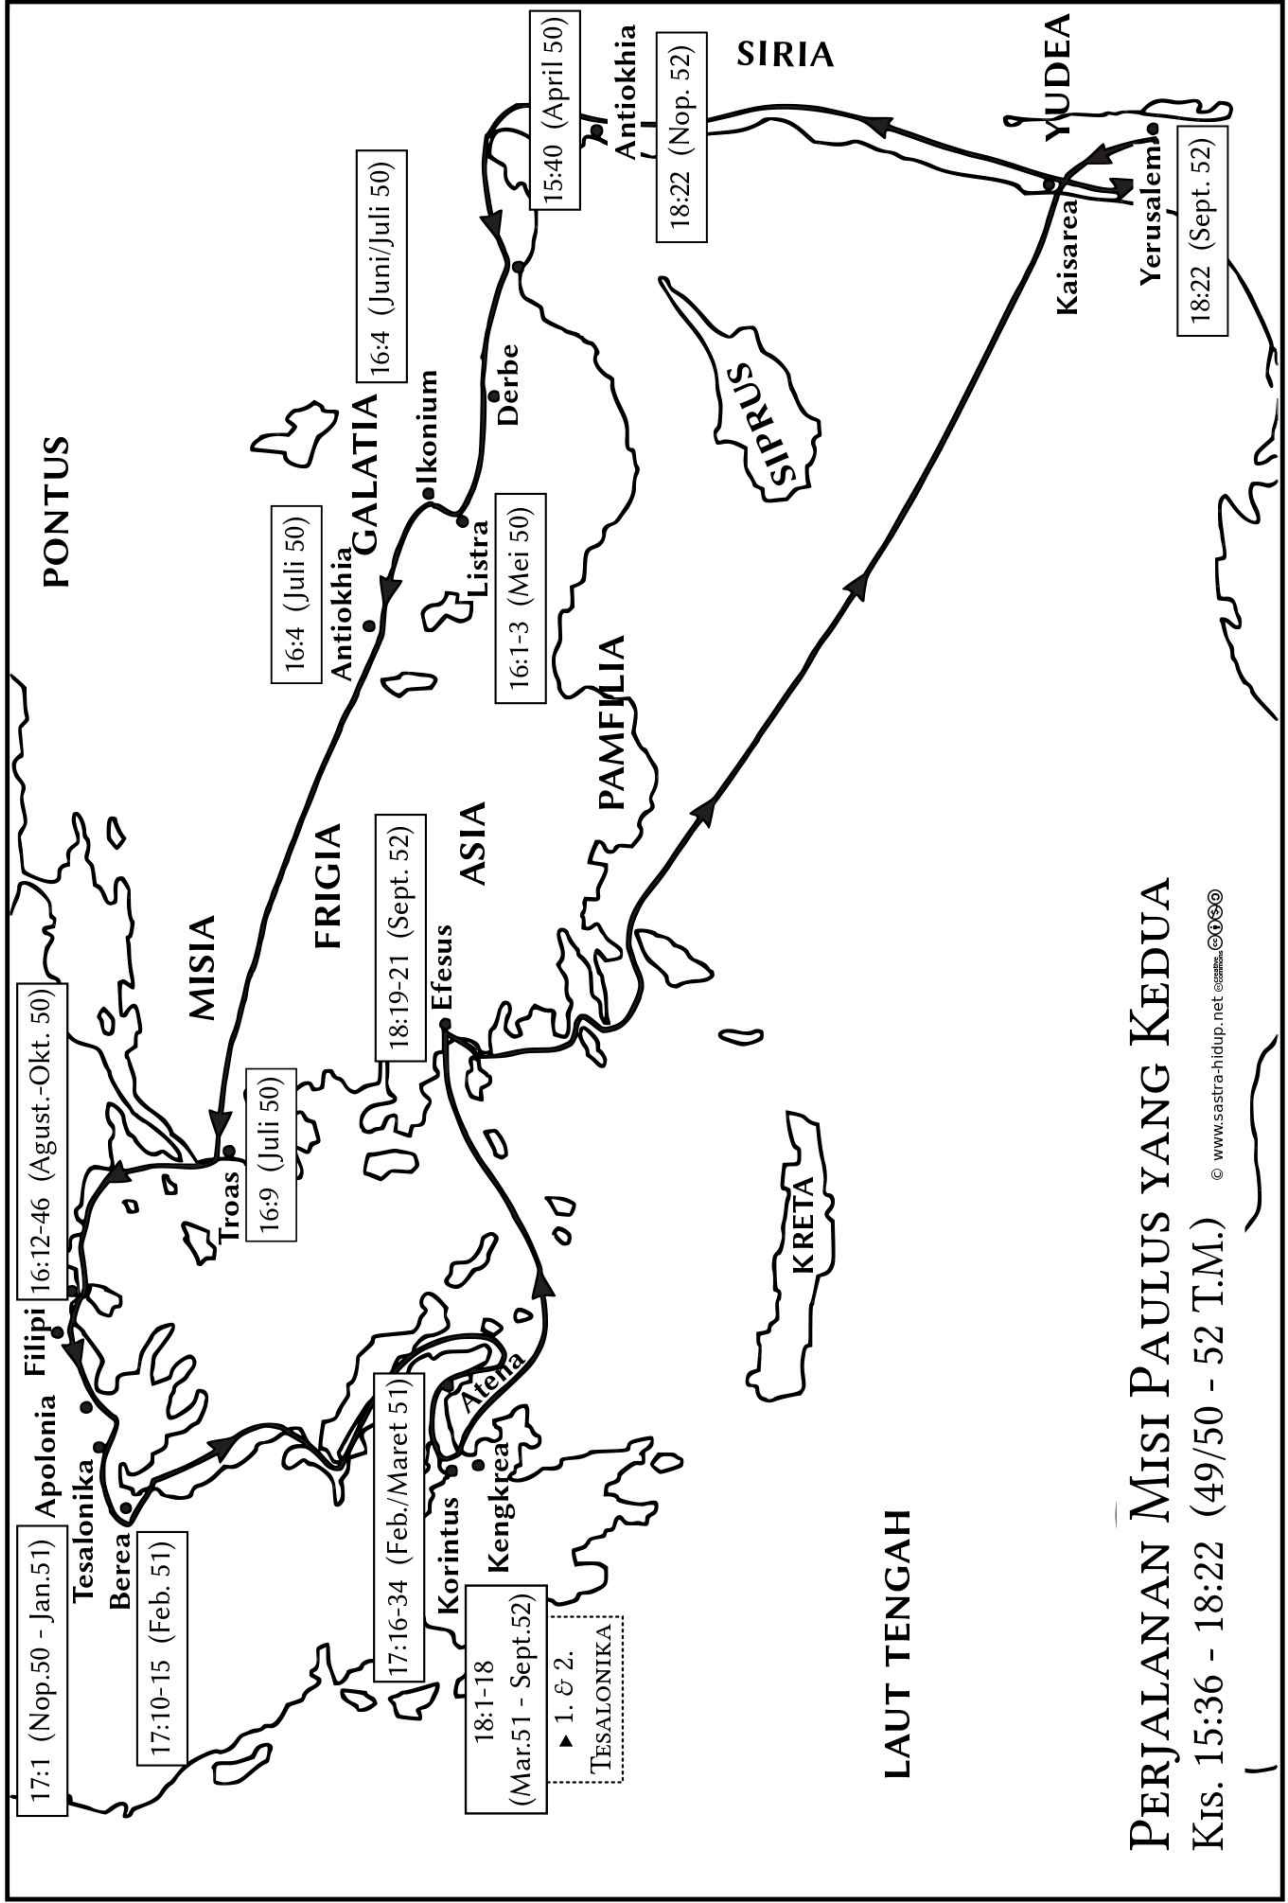 17:1 (Nop.50 - Jan.51)
Apolonia
Filipi
16:12-46 (Agust.-Okt. 50)
PONTUS
Tesalonika
Berea
17:10-15 (Feb. 51)
MISIA
Troas
16:9 (Juli 50)
FRIGIA
16:4 (Juli 50)
Antiokhia
GALATIA
16:4 (Juni/Juli 50)
Ikonium
17:16-34 (Feb./Maret 51)
18:19-21 (Sept. 52)
Efesus
ASIA
Listra
16:1-3 (Mei 50)
Derbe
15:40 (April 50)
Korintus
Kengkrea
Atena
18:1-18
(Mar.51 - Sept.52)
► 1. & 2.
TESALONIKA
PAMFILIA
Antiokhia
18:22 (Nop. 52)
SIPRUS
SIRIA
KRETA
LAUT TENGAH
YUDEA
Kaisarea
Yerusalem
18:22 (Sept. 52)
PERJALANAN MISI PAULUS YANG KEDUA
KIS. 15:36 - 18:22 (49/50 - 52 T.M.)
© www.sastra-hidup.net
creative commons